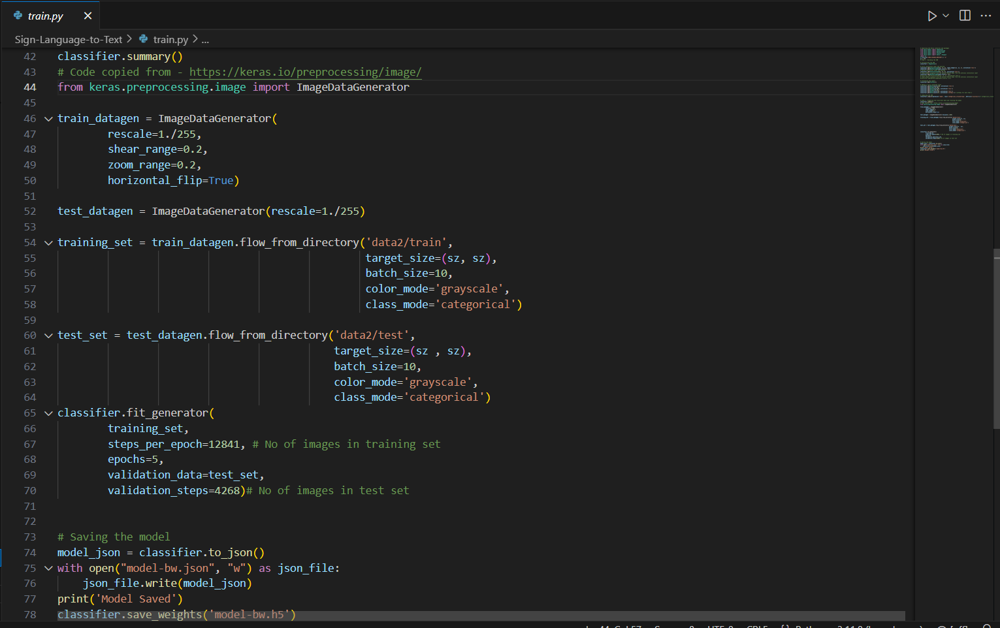 train.py
Sign-Language-to-Text > train.py > ...
42 classifier.summary()
43 # Code copied from - https://keras.io/preprocessing/image/
44 from keras.preprocessing.image import ImageDataGenerator
45
46 train_datagen = ImageDataGenerator(
47         rescale=1./255,
48         shear_range=0.2,
49         zoom_range=0.2,
50         horizontal_flip=True)
51
52 test_datagen = ImageDataGenerator(rescale=1./255)
53
54 training_set = train_datagen.flow_from_directory('data2/train',
55                                                  target_size=(sz, sz),
56                                                  batch_size=10,
57                                                  color_mode='grayscale',
58                                                  class_mode='categorical')
59
60 test_set = test_datagen.flow_from_directory('data2/test',
61                                             target_size=(sz , sz),
62                                             batch_size=10,
63                                             color_mode='grayscale',
64                                             class_mode='categorical')
65 classifier.fit_generator(
66         training_set,
67         steps_per_epoch=12841, # No of images in training set
68         epochs=5,
69         validation_data=test_set,
70         validation_steps=4268)# No of images in test set
71
72
73 # Saving the model
74 model_json = classifier.to_json()
75 with open("model-bw.json", "w") as json_file:
76     json_file.write(model_json)
77 print('Model Saved')
78 classifier.save_weights('model-bw.h5')